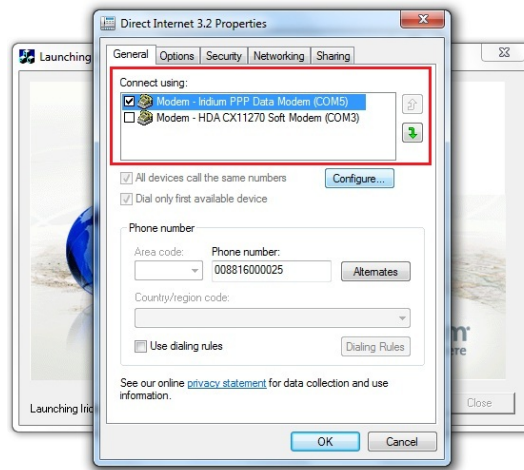 Direct Internet 3.2 Properties
Launching
General Options Security Networking Sharing
Connect using:
Modem - Iridium PPP Data Modem (COM5)
Modem - HDA CX11270 Soft Modem (COM3)
All devices call the same numbers Configure...
Dial only first available device
Phone number
Area code: Phone number:
008816000025 Alternates
Country/region code:
Use dialing rules Dialing Rules
See our online privacy statement for data collection and use
information.
Launching Irid Close
OK Cancel